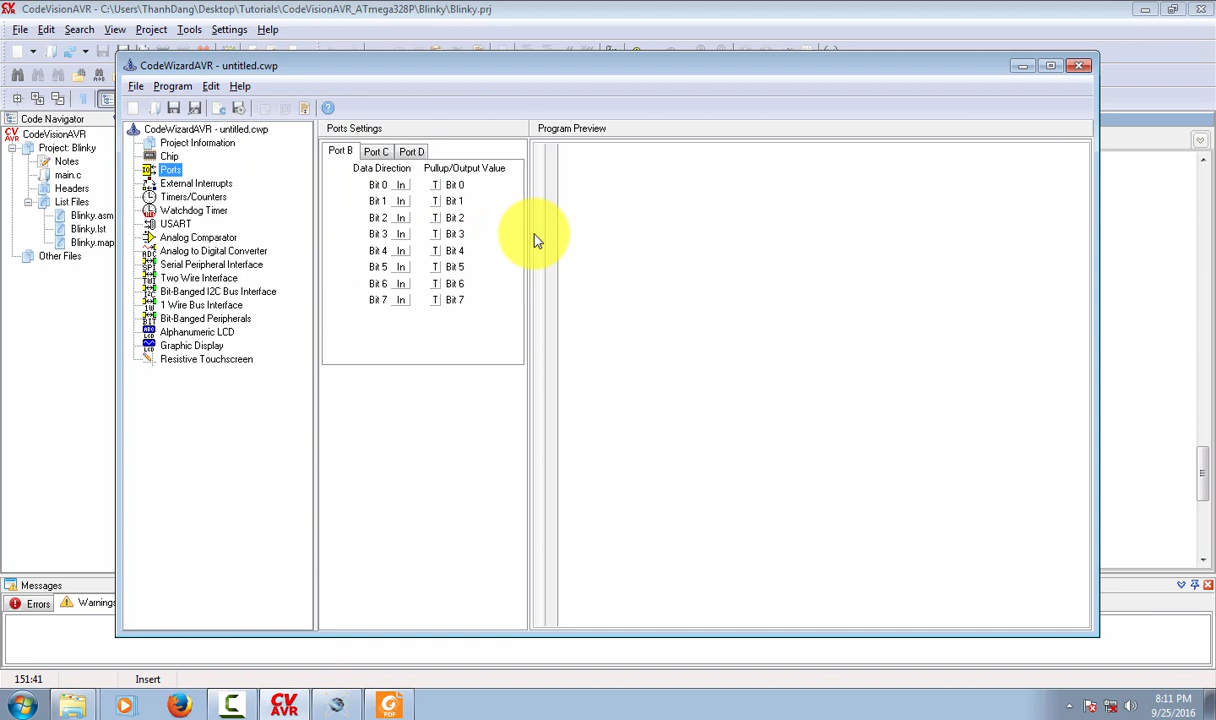 CodeVisionAVR - C:\Users\ThanhDang\Desktop\Tutorials\CodeVisionAVR_ATmega328P\Blinky\Blinky.prj
File Edit Search View Project Tools Settings Help
CodeWizardAVR - untitled.cwp
File Program Edit Help
Code Navigator
CodeVisionAVR
Project: Blinky
Notes
main.c
Headers
List Files
Blinky.asm
Blinky.lst
Blinky.map
Other Files
CodeWizardAVR - untitled.cwp
Project Information
Chip
Ports
External Interrupts
Timers/Counters
Watchdog Timer
USART
Analog Comparator
Analog to Digital Converter
Serial Peripheral Interface
Two Wire Interface
Bit-Banged I2C Bus Interface
1 Wire Bus Interface
Bit-Banged Peripherals
Alphanumeric LCD
Graphic Display
Resistive Touchscreen
Ports Settings
Port B Port C Port D
Data Direction Pullup/Output Value
Bit 0 In T Bit 0
Bit 1 In T Bit 1
Bit 2 In T Bit 2
Bit 3 In T Bit 3
Bit 4 In T Bit 4
Bit 5 In T Bit 5
Bit 6 In T Bit 6
Bit 7 In T Bit 7
Program Preview
Messages
Errors Warnings
151:41 Insert
CV
AVR
PDF
8:11 PM
9/25/2016